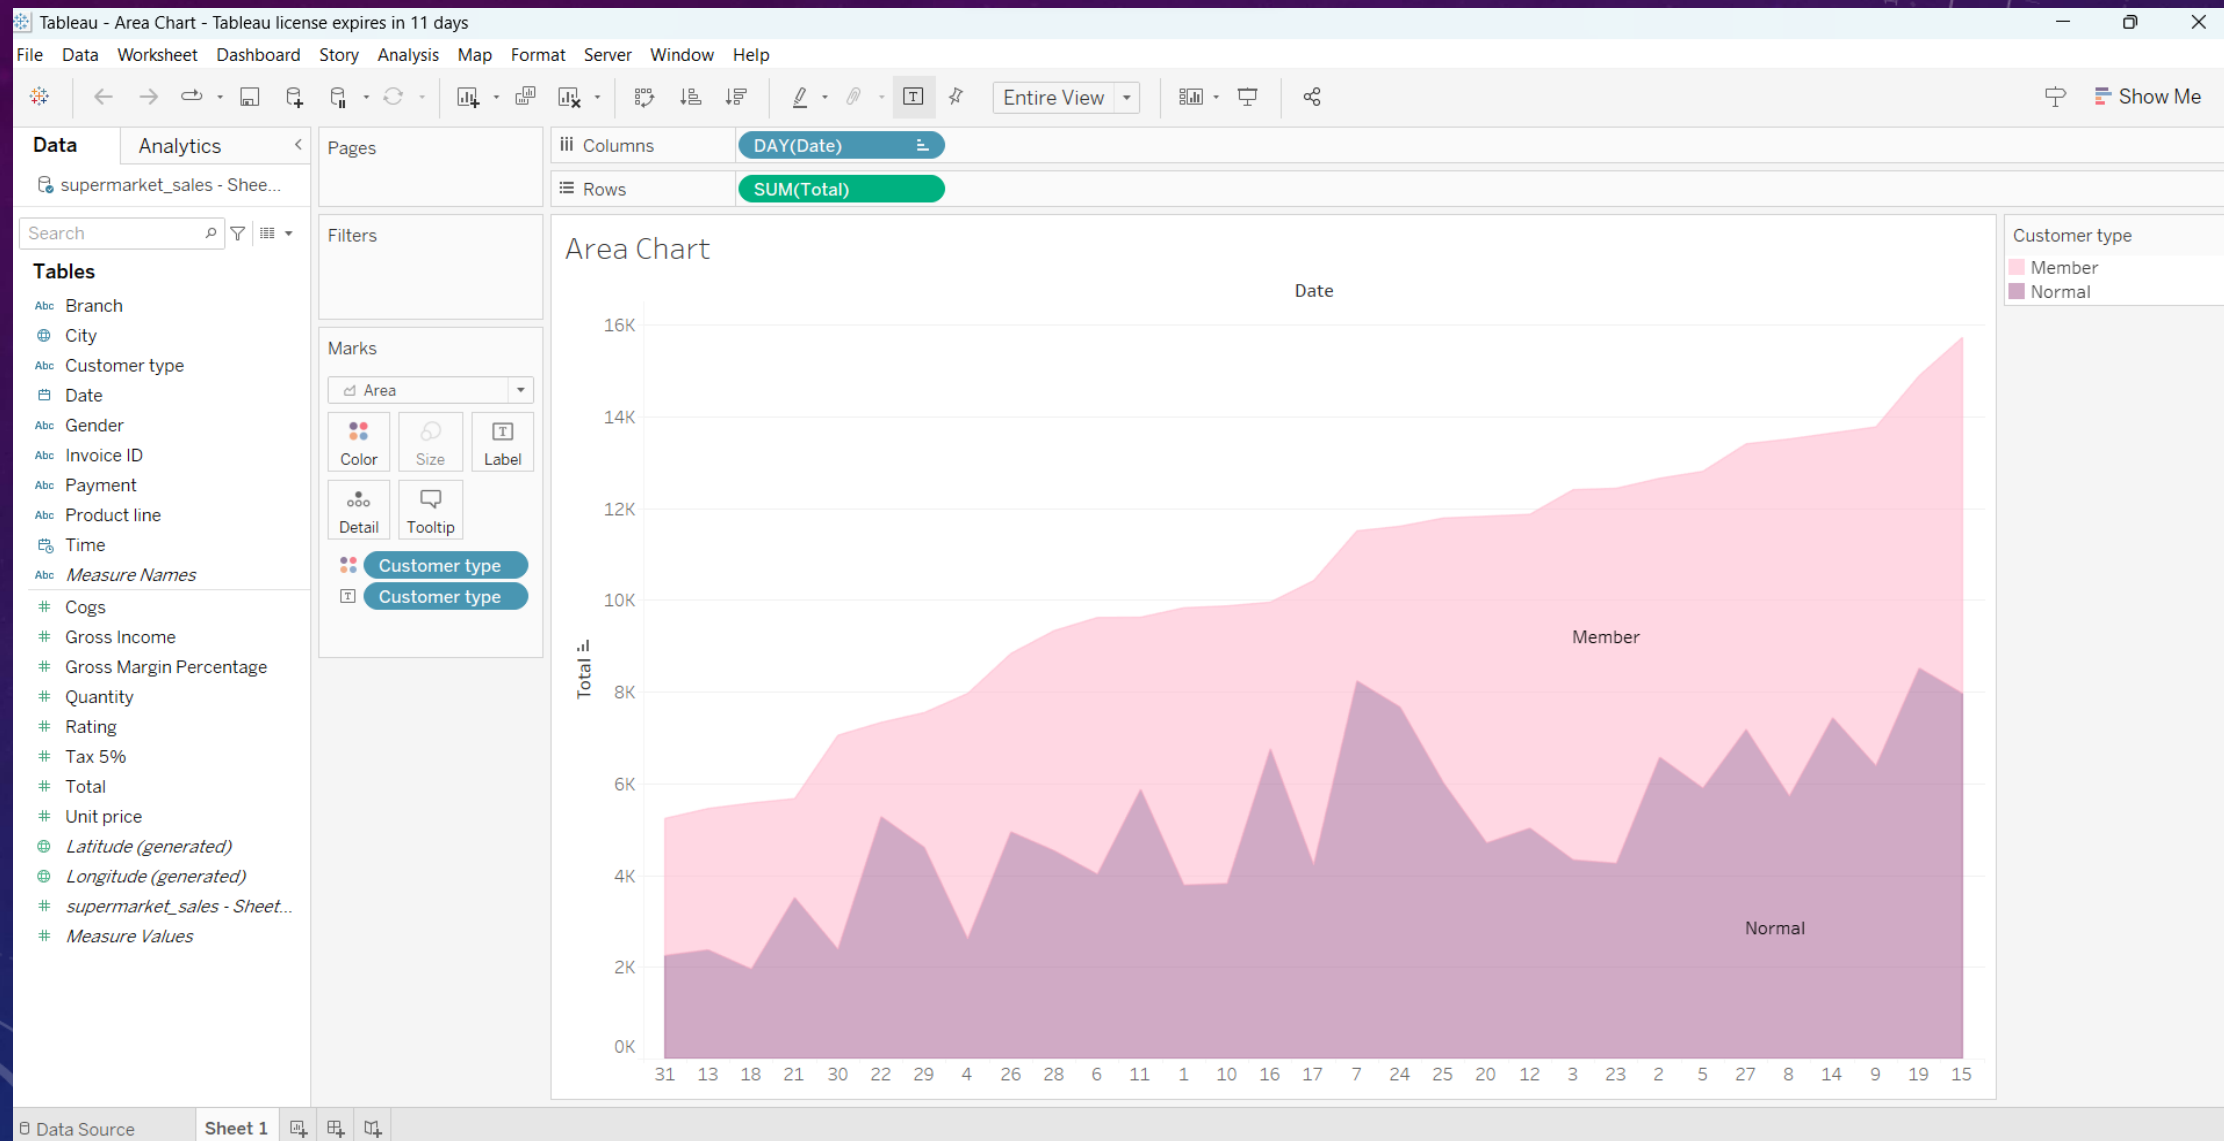 Tableau - Area Chart - Tableau license expires in 11 days
File Data Worksheet Dashboard Story Analysis Map Format Server Window Help
Entire View
Show Me
Data Analytics
supermarket_sales - Shee...
Search
Tables
Abc Branch
City
Abc Customer type
Date
Abc Gender
Abc Invoice ID
Abc Payment
Abc Product line
Time
Abc Measure Names
# Cogs
# Gross Income
# Gross Margin Percentage
# Quantity
# Rating
# Tax 5%
# Total
# Unit price
Latitude (generated)
Longitude (generated)
# supermarket_sales - Sheet...
# Measure Values
Pages
Filters
Marks
Area
Color Size Label
Detail Tooltip
Customer type
Customer type
Columns DAY(Date)
Rows SUM(Total)
Area Chart
Date
16K
14K
12K
10K
8K
6K
4K
2K
0K
Total
Member
Normal
31 13 18 21 30 22 29 4 26 28 6 11 1 10 16 17 7 24 25 20 12 3 23 2 5 27 8 14 9 19 15
Customer type
Member
Normal
Data Source Sheet 1